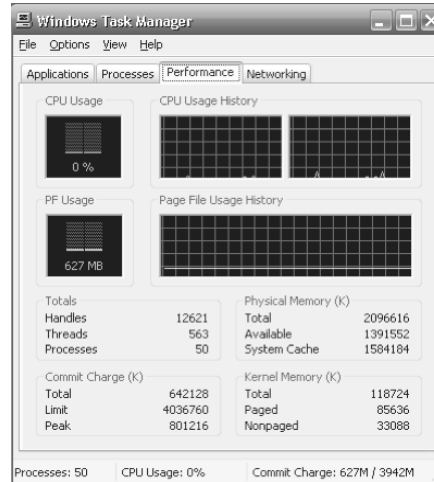 Windows Task Manager
File Options View Help
Applications Processes Performance Networking
CPU Usage CPU Usage History
0 %
PF Usage Page File Usage History
627 MB
Totals Physical Memory (K)
Handles 12621 Total 2096616
Threads 563 Available 1391552
Processes 50 System Cache 1584184
Commit Charge (K) Kernel Memory (K)
Total 642128 Total 118724
Limit 4036760 Paged 85636
Peak 801216 Nonpaged 33088
Processes: 50 CPU Usage: 0% Commit Charge: 627M / 3942M